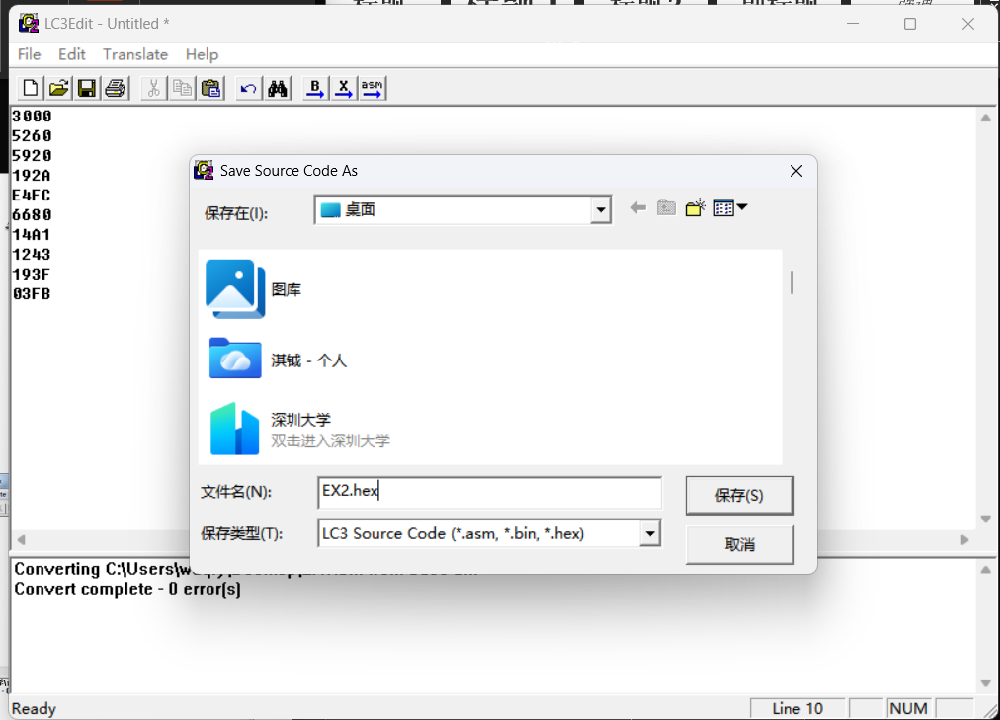 LC3Edit - Untitled *
File Edit Translate Help
B X asm
3000
5260
5920
192A
E4FC
6680
14A1
1243
193F
03FB
Save Source Code As
保存在(I):
桌面
图库
淇钺 - 个人
深圳大学
双击进入深圳大学
文件名(N):
EX2.hex
保存(S)
保存类型(T):
LC3 Source Code (*.asm, *.bin, *.hex)
取消
Converting C:\Users\
Convert complete - 0 error(s)
Ready
Line 10
NUM